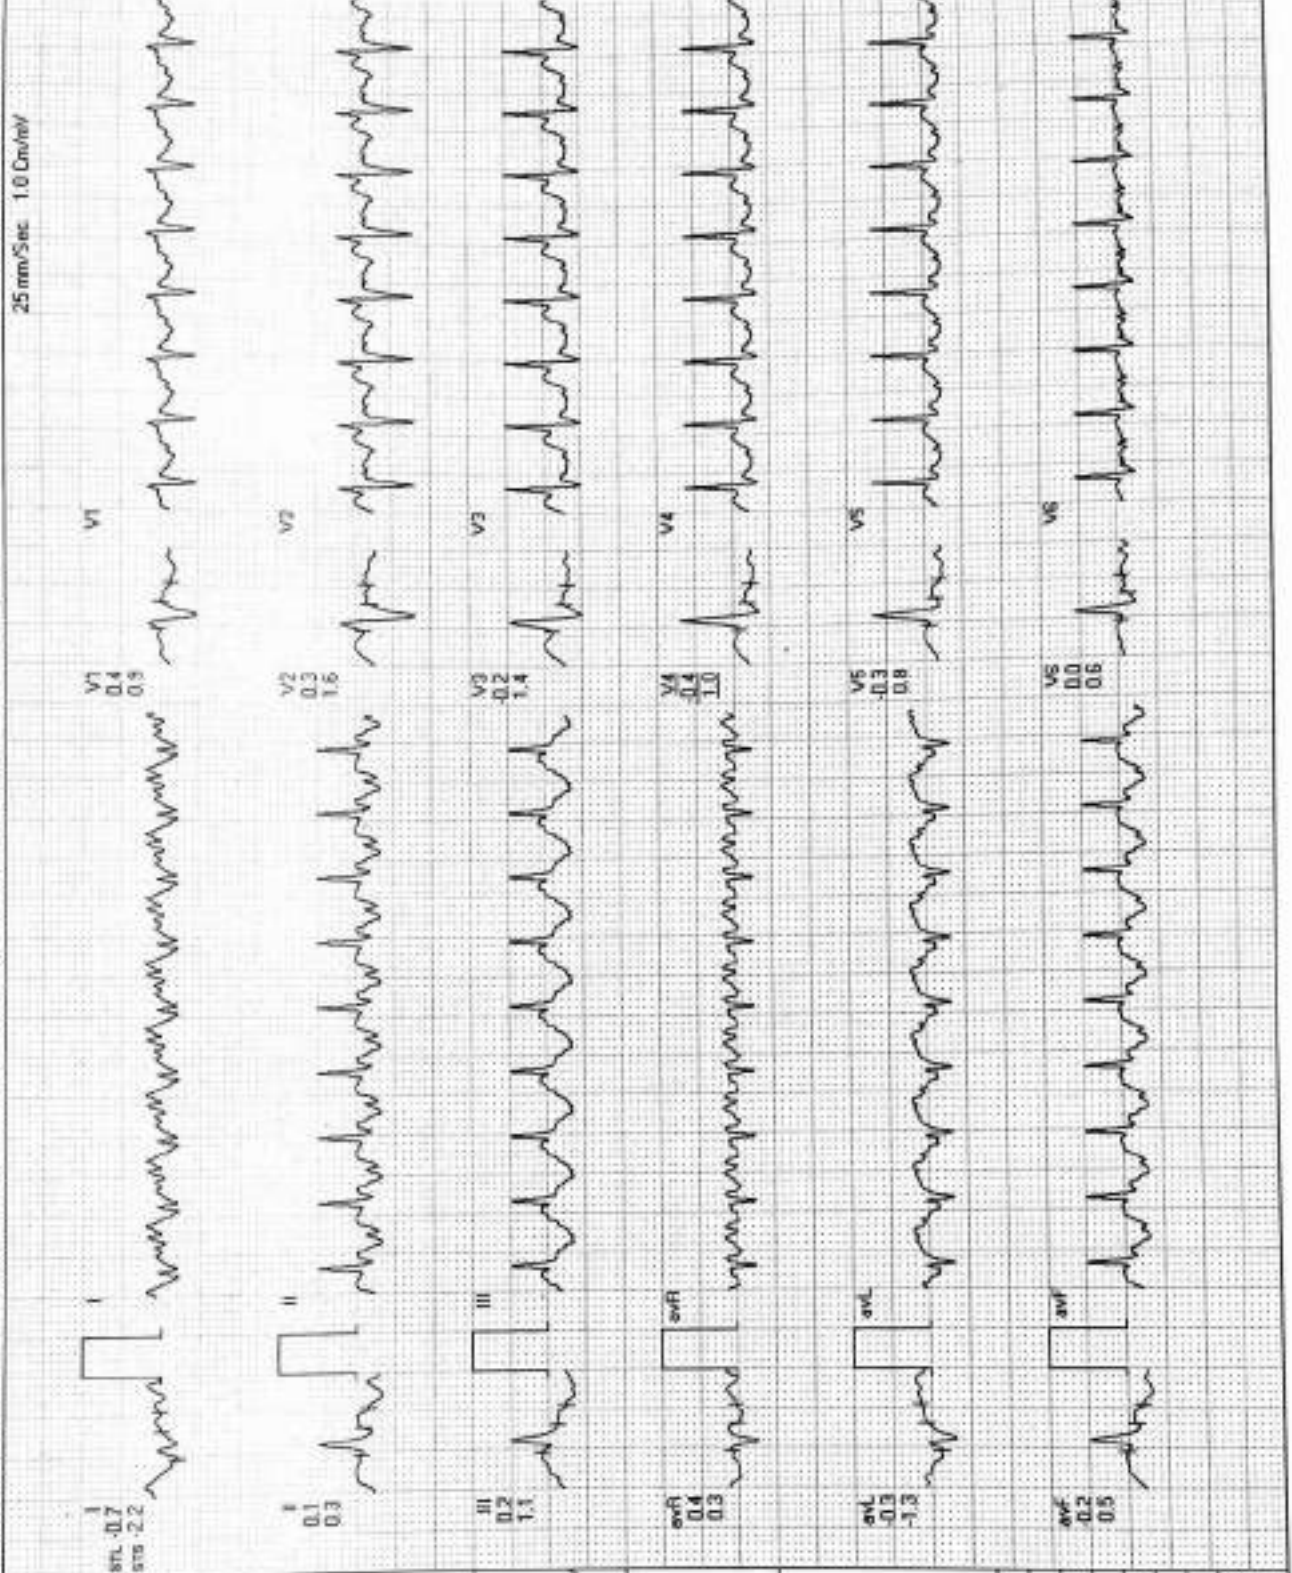 25 mm/Sec. 1.0 Cm/mV
I
STL -0.7
STS -2.2
I
V1
0.4
0.9
V1
II
0.1
0.3
II
V2
0.3
1.6
V2
III
0.2
1.1
III
V3
-0.2
1.4
V3
avR
0.4
0.3
avR
V4
-0.4
1.0
V4
avL
-0.3
-1.3
avL
V5
-0.3
0.8
V5
avF
-0.2
0.5
avF
V6
0.0
0.6
V6